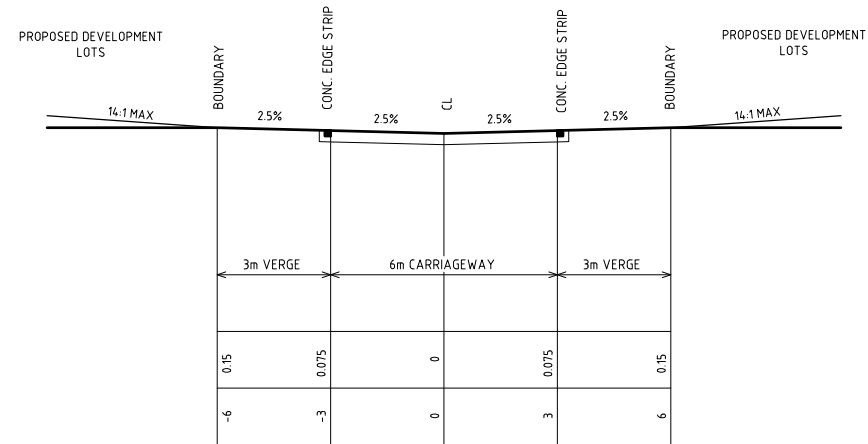 PROPOSED DEVELOPMENT
LOTS
BOUNDARY
CONC. EDGE STRIP
CL
CONC. EDGE STRIP
BOUNDARY
PROPOSED DEVELOPMENT
LOTS
14:1 MAX
2.5%
2.5%
2.5%
2.5%
14:1 MAX
3m VERGE
6m CARRIAGEWAY
3m VERGE
0.15
0.075
0
0.075
0.15
-6
-3
0
3
6